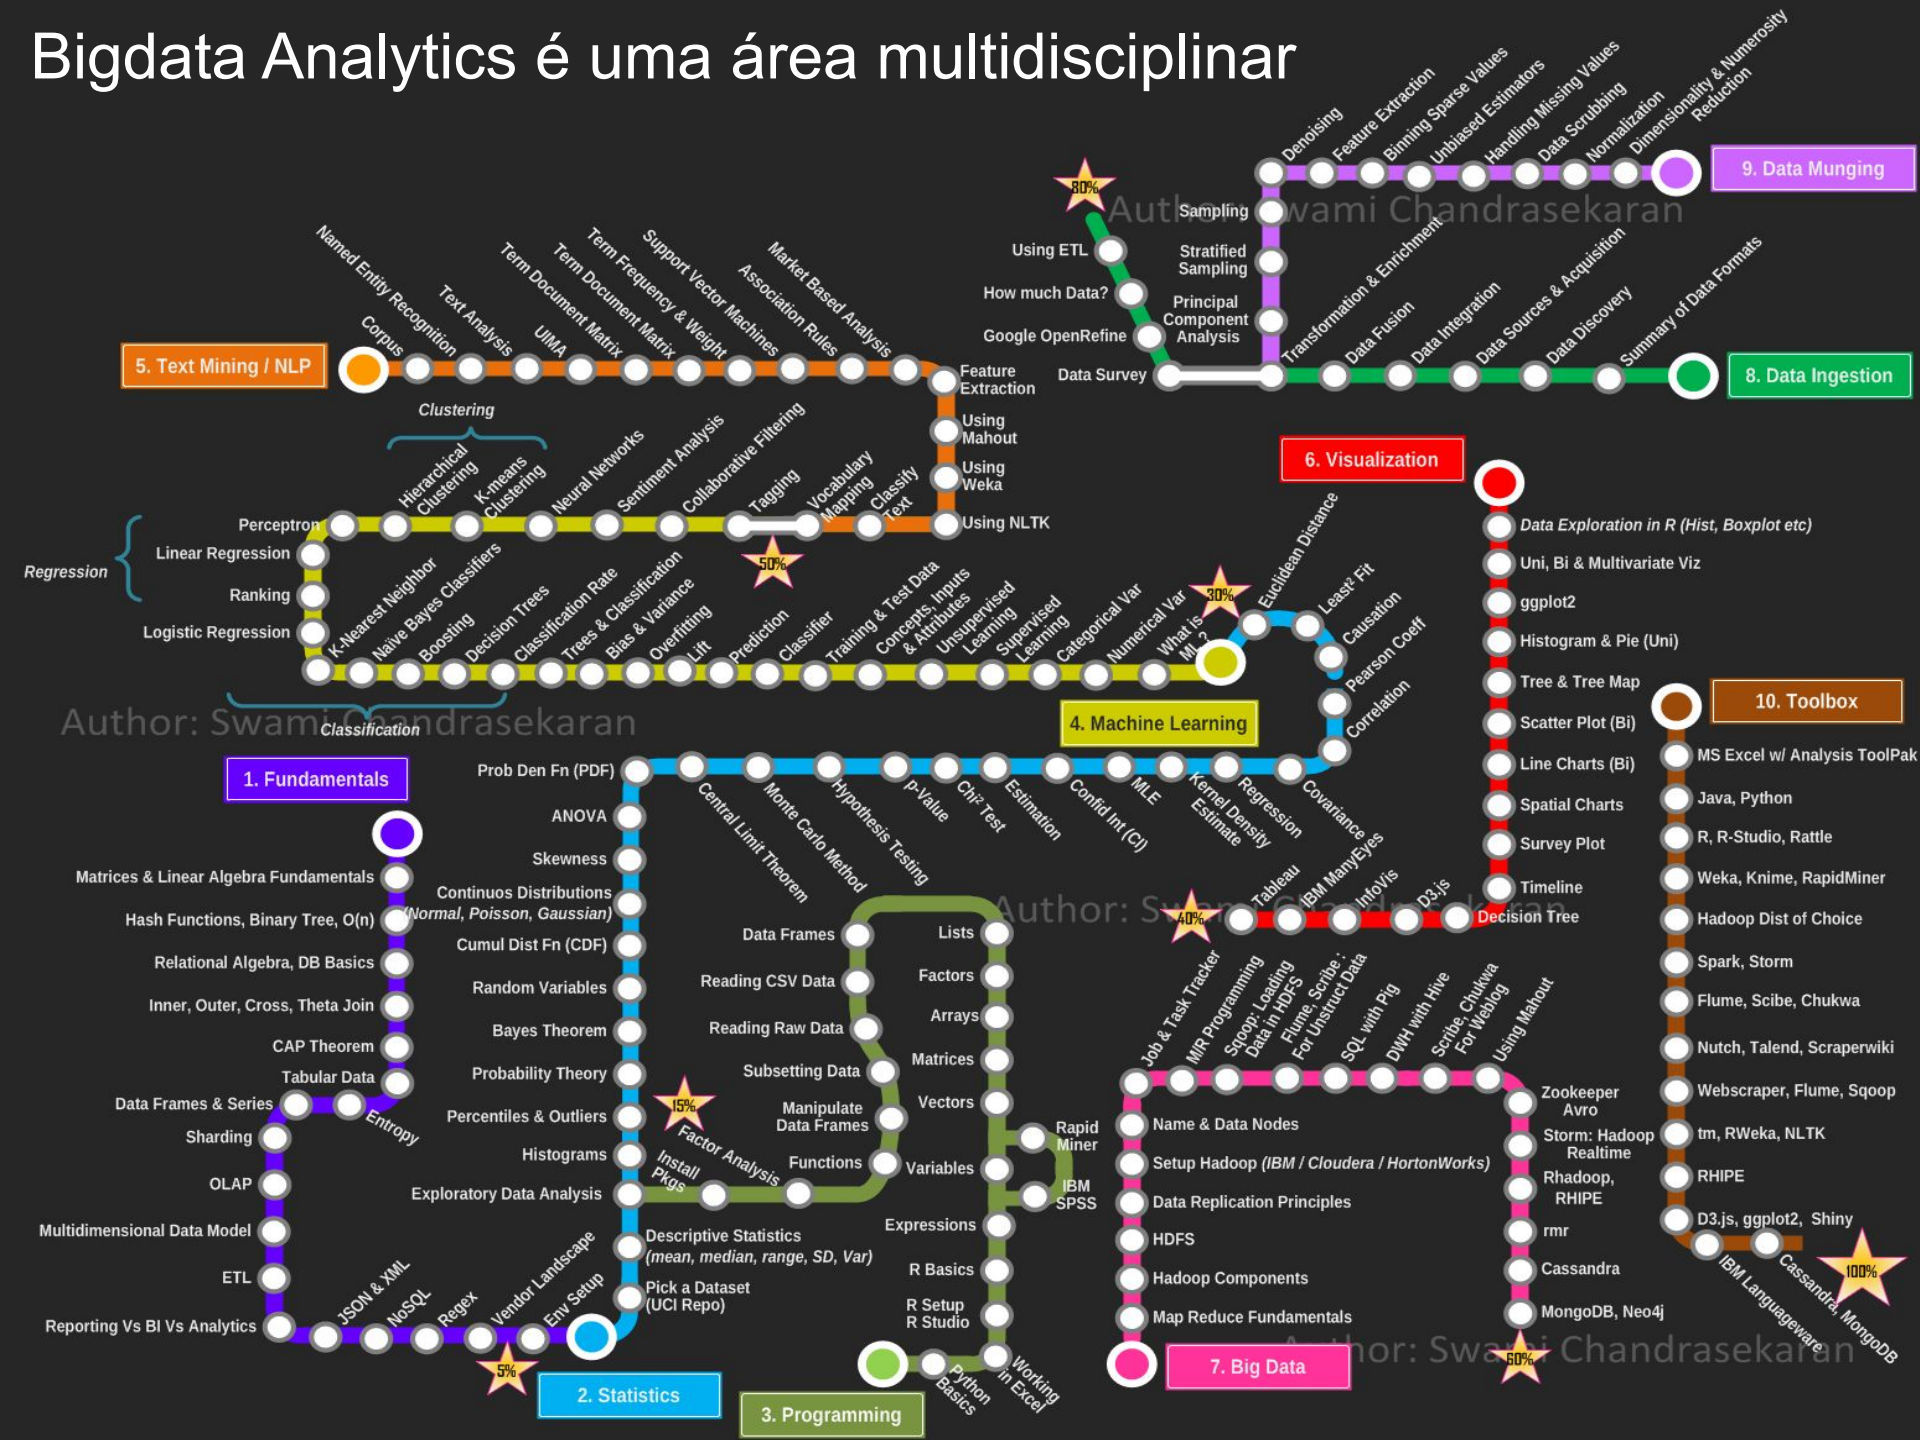 Bigdata Analytics é uma área multidisciplinar
Denoising
Feature Extraction
Binning Sparse Values
Unbiased Estimators
Handling Missing Values
Data Scrubbing
Normalization
Dimensionality & Numerosity
Reduction
9. Data Munging
80%
Author: Swami Chandrasekaran
Sampling
Stratified
Sampling
Principal
Component
Analysis
Using ETL
How much Data?
Google OpenRefine
Data Survey
Transformation & Enrichment
Data Fusion
Data Integration
Data Sources & Acquisition
Data Discovery
Summary of Data Formats
8. Data Ingestion
5. Text Mining / NLP
Corpus
Named Entity Recognition
Text Analysis
UIMA
Term Document Matrix
Term Document Matrix
Term Frequency & Weight
Support Vector Machines
Association Rules
Market Based Analysis
Feature
Extraction
Using
Mahout
Using
Weka
Using NLTK
Classify
Text
Vocabulary
Mapping
50%
Tagging
Collaborative Filtering
Sentiment Analysis
Neural Networks
Clustering
K-means
Clustering
Hierarchical
Clustering
Perceptron
Regression
Linear Regression
Ranking
Logistic Regression
K-Nearest Neighbor
Naïve Bayes Classifiers
Boosting
Decision Trees
Classification Rate
Classification
Trees & Classification
Bias & Variance
Overfitting
Lift
Prediction
Classifier
Training & Test Data
Concepts, Inputs
& Attributes
Unsupervised
Learning
Supervised
Learning
Categorical Var
Numerical Var
What is
ML?
30%
4. Machine Learning
Euclidean Distance
Least² Fit
Causation
Pearson Coeff
Correlation
Covariance
Regression
Kernel Density
Estimate
MLE
Confid Int (CI)
Estimation
Chi² Test
p-Value
Hypothesis Testing
Monte Carlo Method
Central Limit Theorem
Prob Den Fn (PDF)
ANOVA
Skewness
Continuos Distributions
(Normal, Poisson, Gaussian)
Cumul Dist Fn (CDF)
Random Variables
Bayes Theorem
Probability Theory
Percentiles & Outliers
Histograms
Exploratory Data Analysis
Descriptive Statistics
(mean, median, range, SD, Var)
Pick a Dataset
(UCI Repo)
2. Statistics
Author: Swami Chandrasekaran
1. Fundamentals
Matrices & Linear Algebra Fundamentals
Hash Functions, Binary Tree, O(n)
Relational Algebra, DB Basics
Inner, Outer, Cross, Theta Join
CAP Theorem
Tabular Data
Entropy
Data Frames & Series
Sharding
OLAP
Multidimensional Data Model
ETL
Reporting Vs BI Vs Analytics
JSON & XML
NoSQL
Regex
Vendor Landscape
Env Setup
5%
15%
Install
Pkgs
Factor Analysis
Functions
Manipulate
Data Frames
Subsetting Data
Reading Raw Data
Reading CSV Data
Data Frames
Lists
Factors
Arrays
Matrices
Vectors
Variables
Rapid
Miner
IBM
SPSS
Expressions
R Basics
R Setup
R Studio
Working
in Excel
Python
Basics
3. Programming
6. Visualization
Data Exploration in R (Hist, Boxplot etc)
Uni, Bi & Multivariate Viz
ggplot2
Histogram & Pie (Uni)
Tree & Tree Map
Scatter Plot (Bi)
Line Charts (Bi)
Spatial Charts
Survey Plot
Timeline
Decision Tree
D3.js
InfoVis
IBM ManyEyes
Tableau
40%
Author: Swami Chandrasekaran
7. Big Data
Map Reduce Fundamentals
Hadoop Components
HDFS
Data Replication Principles
Setup Hadoop (IBM / Cloudera / HortonWorks)
Name & Data Nodes
Job & Task Tracker
M/R Programming
Sqoop: Loading
Data in HDFS
Flume, Scribe :
For Unstruct Data
SQL with Pig
DWH with Hive
Scribe, Chukwa
For Weblog
Using Mahout
Zookeeper
Avro
Storm: Hadoop
Realtime
Rhadoop,
RHIPE
rmr
Cassandra
MongoDB, Neo4j
60%
Author: Swami Chandrasekaran
10. Toolbox
MS Excel w/ Analysis ToolPak
Java, Python
R, R-Studio, Rattle
Weka, Knime, RapidMiner
Hadoop Dist of Choice
Spark, Storm
Flume, Scibe, Chukwa
Nutch, Talend, Scraperwiki
Webscraper, Flume, Sqoop
tm, RWeka, NLTK
RHIPE
D3.js, ggplot2, Shiny
IBM Languageware
Cassandra, MongoDB
100%